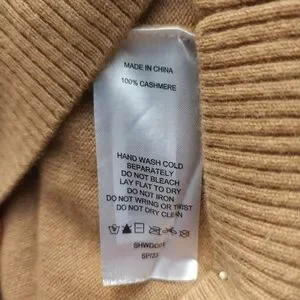 MADE IN CHINA
100% CASHMERE
HAND WASH COLD
SEPARATELY
DO NOT BLEACH
LAY FLAT TO DRY
DO NOT IRON
DO NOT WRING OR TWIST
DO NOT DRY CLEAN